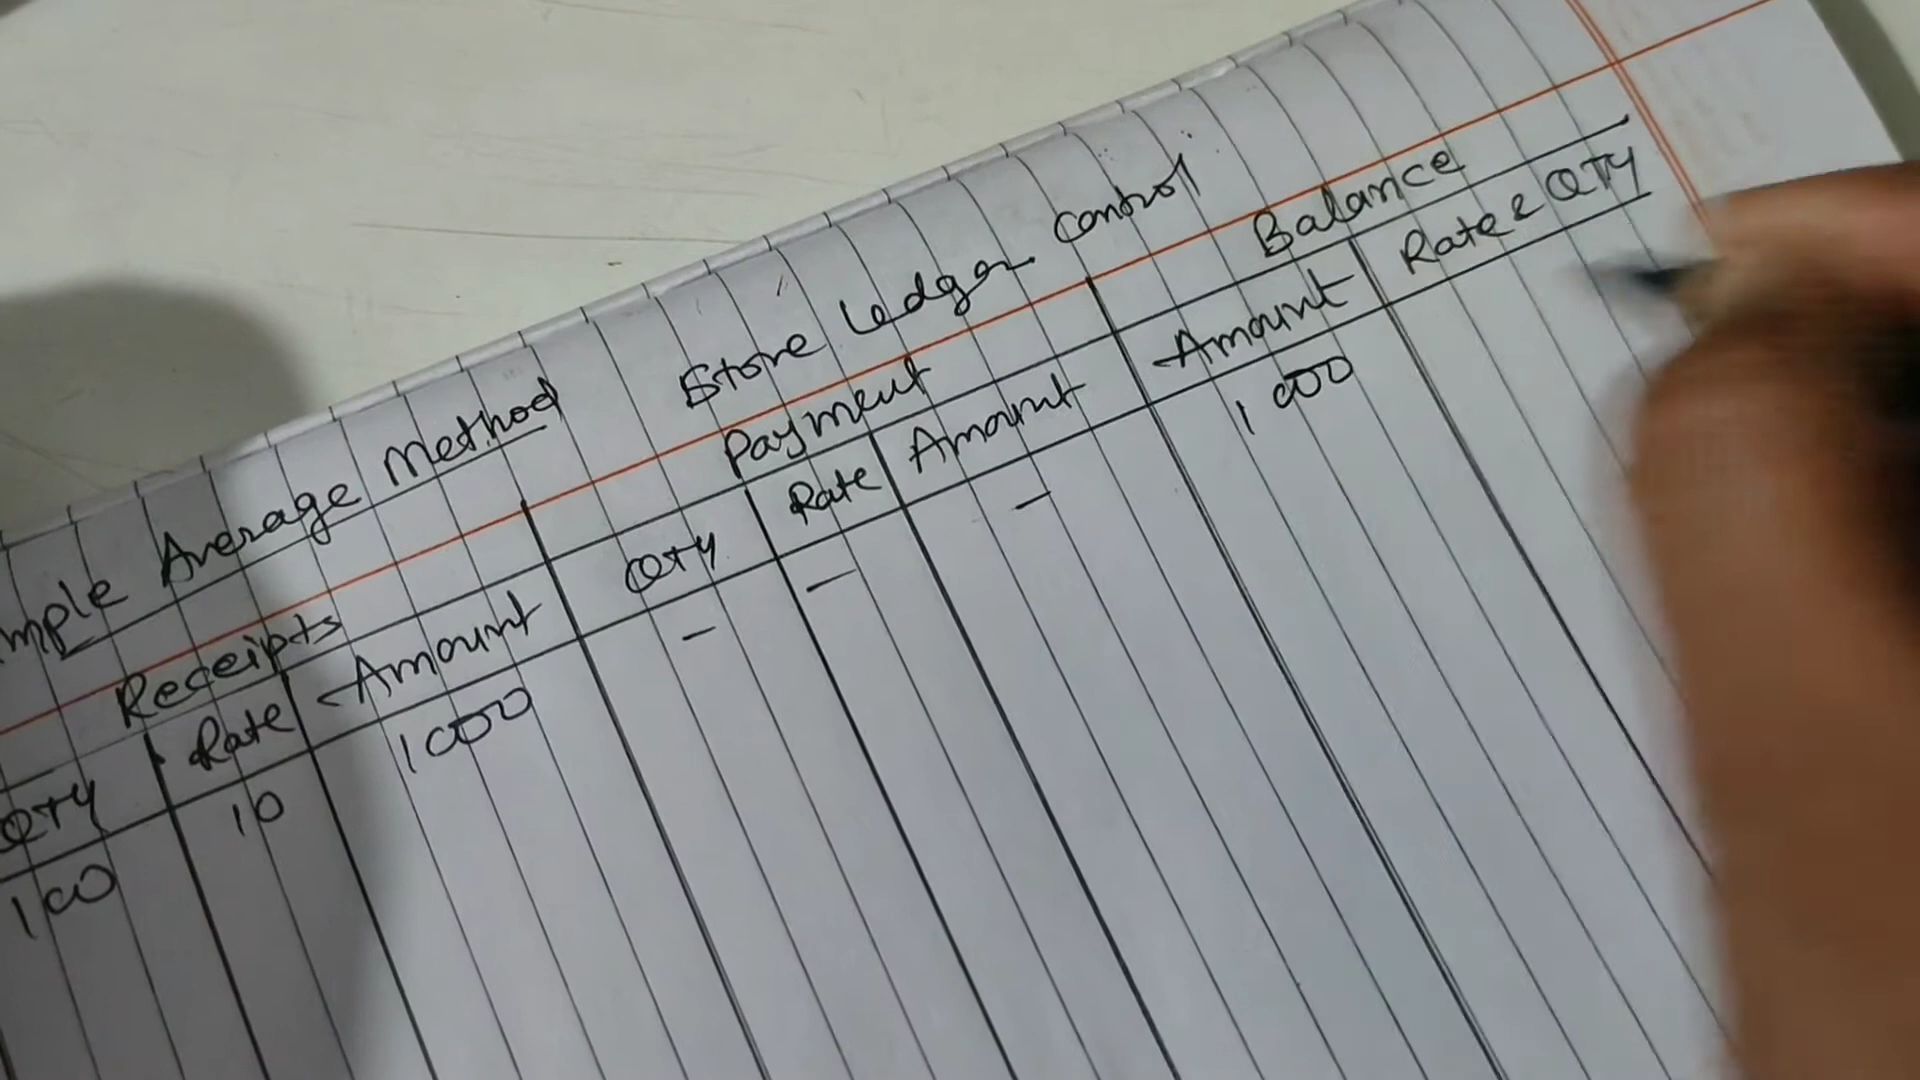 mple Average Method Store Ledger Control
Receipts Payment Balance
QTY Rate Amount QTY Rate Amount Amount Rate & QTY
100 10 1000 - - - 1000